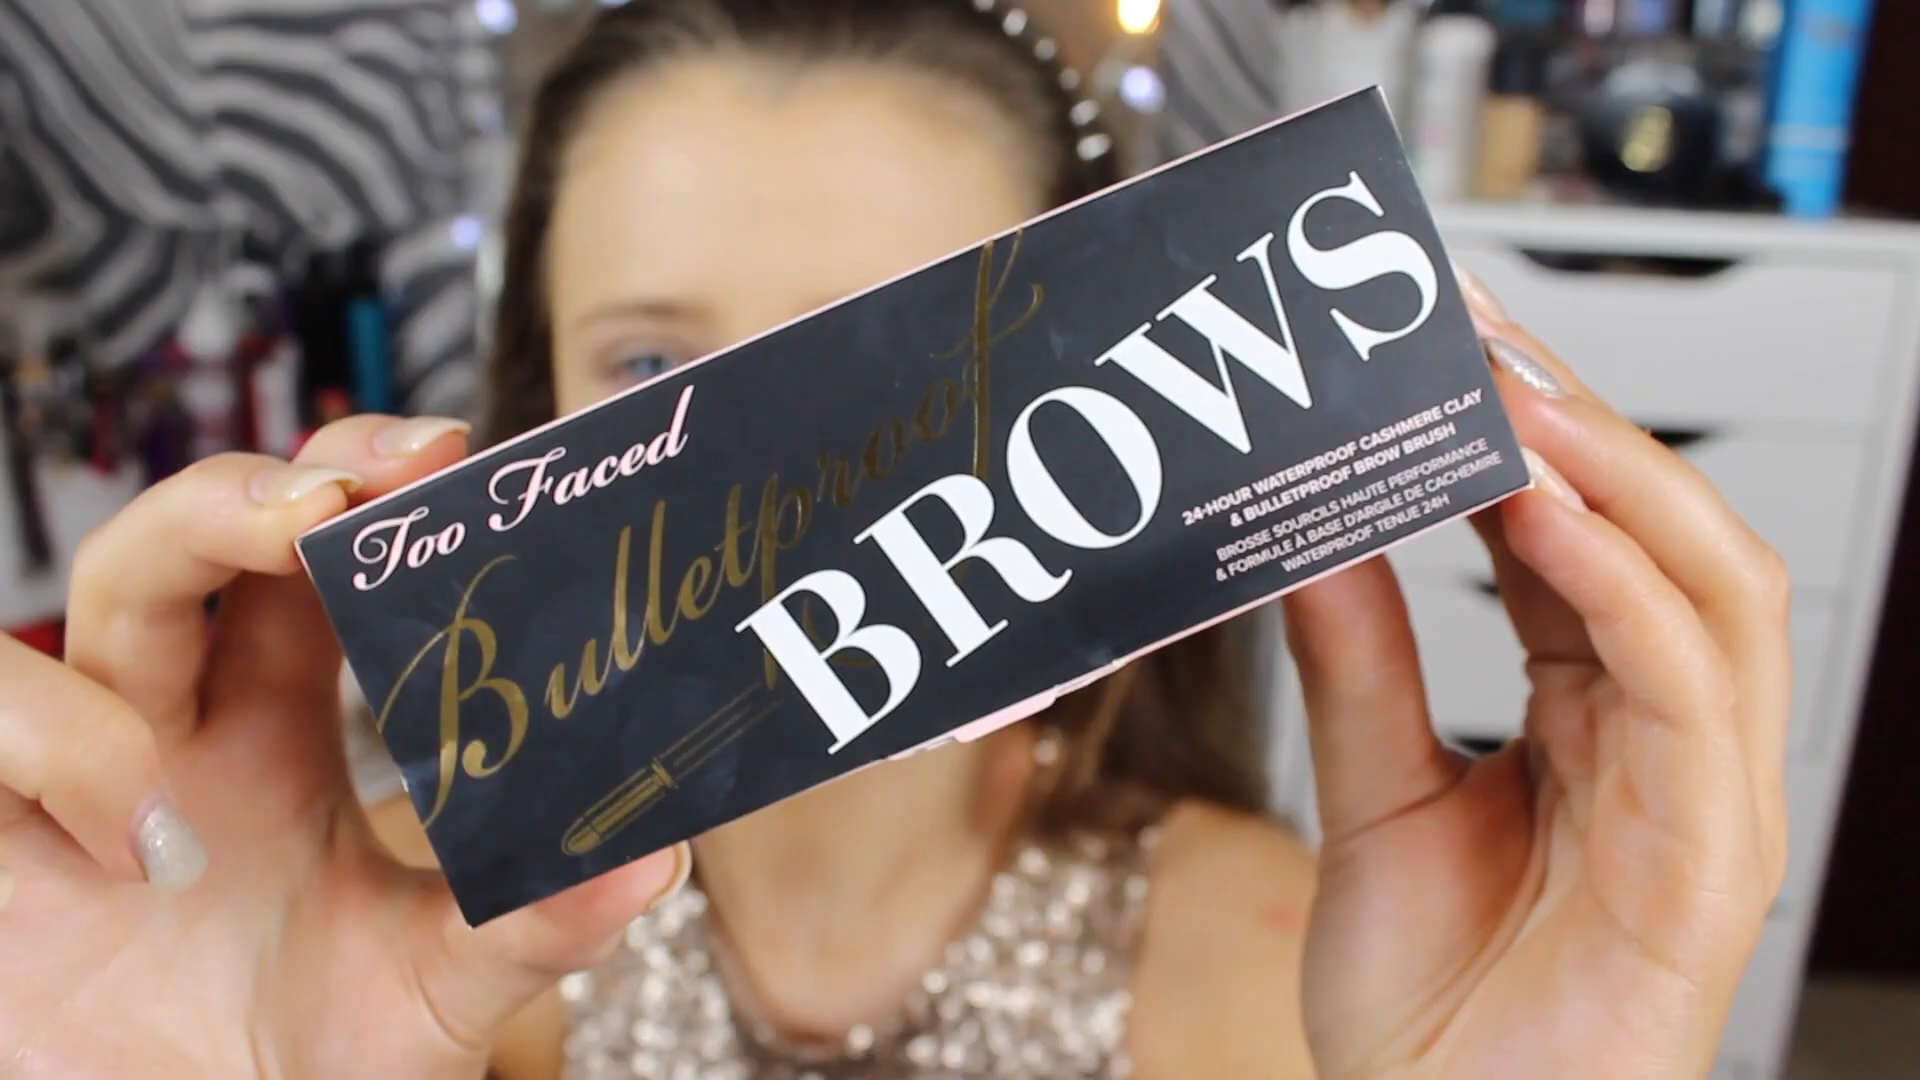 Too Faced
Bulletproof
BROWS
24-HOUR WATERPROOF CASHMERE CLAY
& BULLETPROOF BROW BRUSH
BROSSE SOURCILS HAUTE PERFORMANCE
& FORMULE À BASE D'ARGILE DE CACHEMIRE
WATERPROOF TENUE 24H